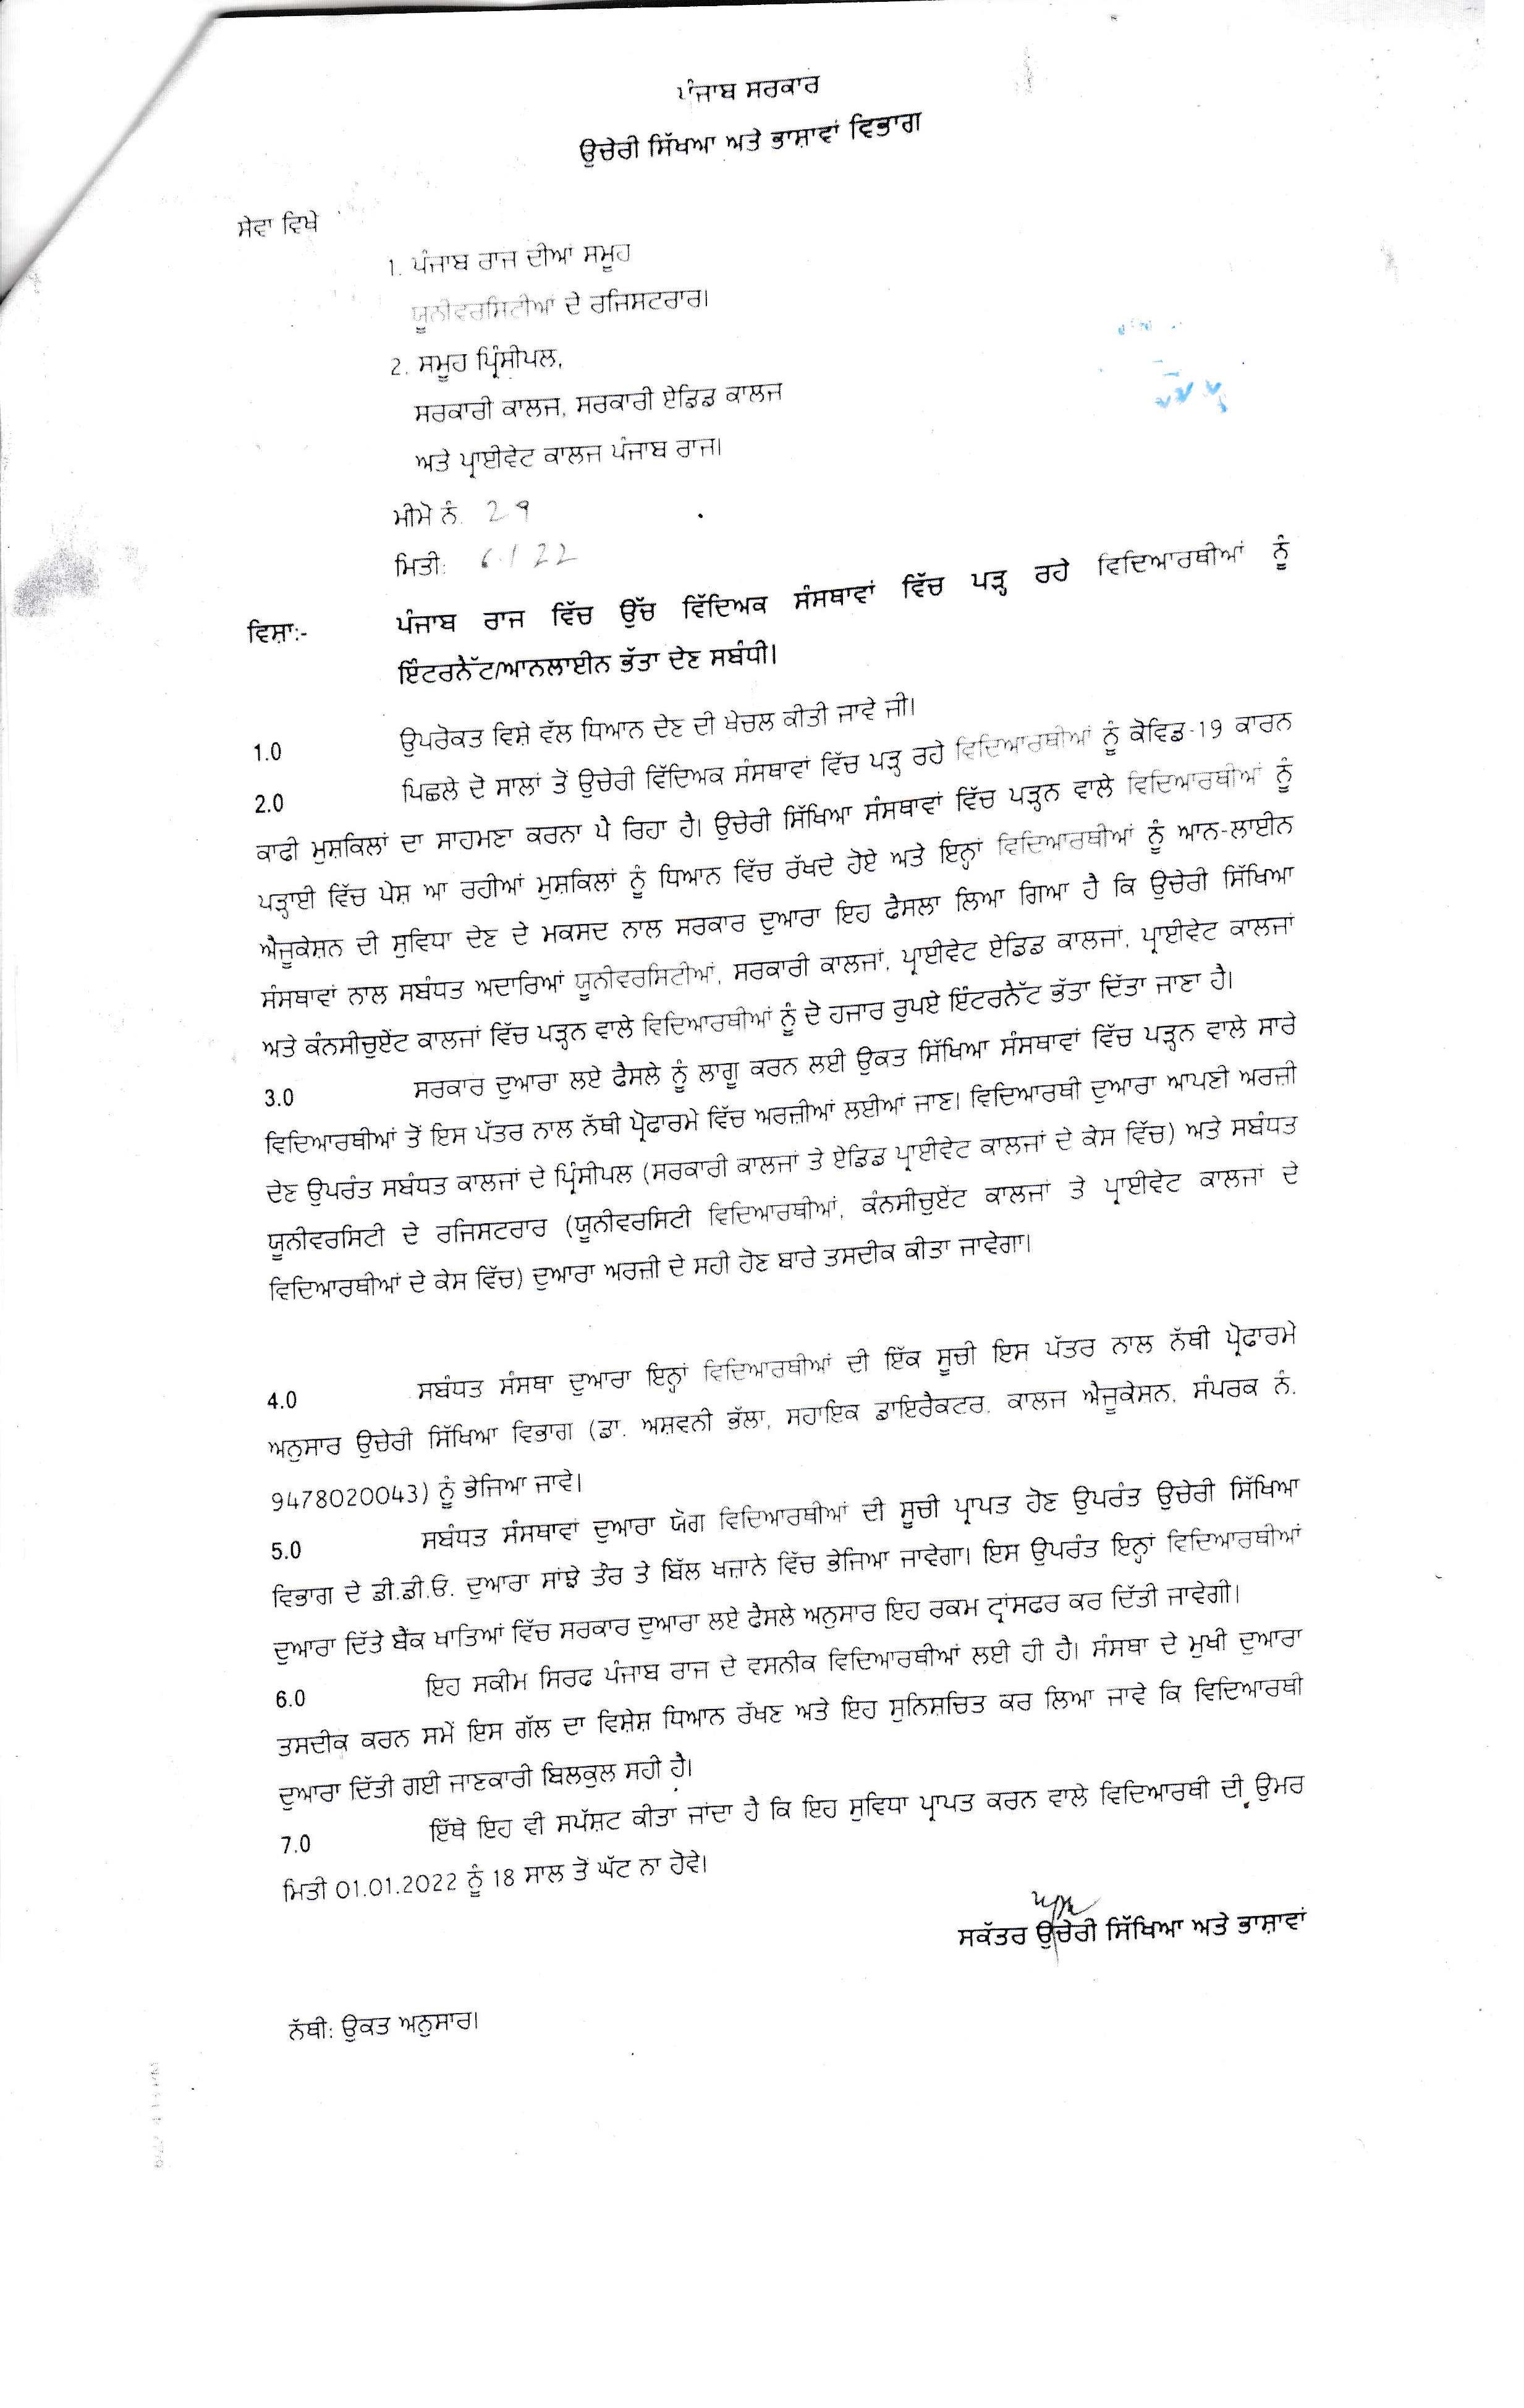 ਪੰਜਾਬ ਸਰਕਾਰ
ਉਚੇਰੀ ਸਿੱਖਆ ਅਤੇ ਭਾਸ਼ਾਵਾਂ ਵਿਭਾਗ
ਸੇਵਾ ਵਿਖੇ
1. ਪੰਜਾਬ ਰਾਜ ਦੀਆਂ ਸਮੂਹ
ਯੂਨੀਵਰਸਿਟੀਆਂ ਦੇ ਰਜਿਸਟਰਾਰ।
2. ਸਮੂਹ ਪ੍ਰਿੰਸੀਪਲ,
ਸਰਕਾਰੀ ਕਾਲਜ, ਸਰਕਾਰੀ ਏਡਿਡ ਕਾਲਜ
ਅਤੇ ਪ੍ਰਾਈਵੇਟ ਕਾਲਜ ਪੰਜਾਬ ਰਾਜ।
ਮੀਮੋ ਨੰ. 29
ਮਿਤੀ: 6.1.22
ਵਿਸ਼ਾ:- ਪੰਜਾਬ ਰਾਜ ਵਿੱਚ ਉੱਚ ਵਿੱਦਿਅਕ ਸੰਸਥਾਵਾਂ ਵਿੱਚ ਪੜ੍ਹ ਰਹੇ ਵਿਦਿਆਰਥੀਆਂ ਨੂੰ
ਇੰਟਰਨੈੱਟ/ਆਨਲਾਈਨ ਭੱਤਾ ਦੇਣ ਸਬੰਧੀ।
1.0 ਉਪਰੋਕਤ ਵਿਸ਼ੇ ਵੱਲ ਧਿਆਨ ਦੇਣ ਦੀ ਖੇਚਲ ਕੀਤੀ ਜਾਵੇ ਜੀ।
2.0 ਪਿਛਲੇ ਦੋ ਸਾਲਾਂ ਤੋਂ ਉਚੇਰੀ ਵਿੱਦਿਅਕ ਸੰਸਥਾਵਾਂ ਵਿੱਚ ਪੜ੍ਹ ਰਹੇ ਵਿਦਿਆਰਥੀਆਂ ਨੂੰ ਕੋਵਿਡ-19 ਕਾਰਨ
ਕਾਫੀ ਮੁਸ਼ਕਿਲਾਂ ਦਾ ਸਾਹਮਣਾ ਕਰਨਾ ਪੈ ਰਿਹਾ ਹੈ। ਉਚੇਰੀ ਸਿੱਖਿਆ ਸੰਸਥਾਵਾਂ ਵਿੱਚ ਪੜ੍ਹਨ ਵਾਲੇ ਵਿਦਿਆਰਥੀਆਂ ਨੂੰ
ਪੜ੍ਹਾਈ ਵਿੱਚ ਪੇਸ਼ ਆ ਰਹੀਆਂ ਮੁਸ਼ਕਿਲਾਂ ਨੂੰ ਧਿਆਨ ਵਿੱਚ ਰੱਖਦੇ ਹੋਏ ਅਤੇ ਇਨ੍ਹਾਂ ਵਿਦਿਆਰਥੀਆਂ ਨੂੰ ਆਨ-ਲਾਈਨ
ਐਜੂਕੇਸ਼ਨ ਦੀ ਸੁਵਿਧਾ ਦੇਣ ਦੇ ਮਕਸਦ ਨਾਲ ਸਰਕਾਰ ਦੁਆਰਾ ਇਹ ਫੈਸਲਾ ਲਿਆ ਗਿਆ ਹੈ ਕਿ ਉਚੇਰੀ ਸਿੱਖਿਆ
ਸੰਸਥਾਵਾਂ ਨਾਲ ਸਬੰਧਤ ਅਦਾਰਿਆਂ ਯੂਨੀਵਰਸਿਟੀਆਂ, ਸਰਕਾਰੀ ਕਾਲਜਾਂ, ਪ੍ਰਾਈਵੇਟ ਏਡਿਡ ਕਾਲਜਾਂ, ਪ੍ਰਾਈਵੇਟ ਕਾਲਜਾਂ
ਅਤੇ ਕੰਨਸੀਚੁਏਂਟ ਕਾਲਜਾਂ ਵਿੱਚ ਪੜ੍ਹਨ ਵਾਲੇ ਵਿਦਿਆਰਥੀਆਂ ਨੂੰ ਦੋ ਹਜਾਰ ਰੁਪਏ ਇੰਟਰਨੈੱਟ ਭੱਤਾ ਦਿੱਤਾ ਜਾਣਾ ਹੈ।
3.0 ਸਰਕਾਰ ਦੁਆਰਾ ਲਏ ਫੈਸਲੇ ਨੂੰ ਲਾਗੂ ਕਰਨ ਲਈ ਉਕਤ ਸਿੱਖਿਆ ਸੰਸਥਾਵਾਂ ਵਿੱਚ ਪੜ੍ਹਨ ਵਾਲੇ ਸਾਰੇ
ਵਿਦਿਆਰਥੀਆਂ ਤੋਂ ਇਸ ਪੱਤਰ ਨਾਲ ਨੱਥੀ ਪ੍ਰੋਫਾਰਮੇ ਵਿੱਚ ਅਰਜ਼ੀਆਂ ਲਈਆਂ ਜਾਣ। ਵਿਦਿਆਰਥੀ ਦੁਆਰਾ ਆਪਣੀ ਅਰਜ਼ੀ
ਦੇਣ ਉਪਰੰਤ ਸਬੰਧਤ ਕਾਲਜਾਂ ਦੇ ਪ੍ਰਿੰਸੀਪਲ (ਸਰਕਾਰੀ ਕਾਲਜਾਂ ਤੇ ਏਡਿਡ ਪ੍ਰਾਈਵੇਟ ਕਾਲਜਾਂ ਦੇ ਕੇਸ ਵਿੱਚ) ਅਤੇ ਸਬੰਧਤ
ਯੂਨੀਵਰਸਿਟੀ ਦੇ ਰਜਿਸਟਰਾਰ (ਯੂਨੀਵਰਸਿਟੀ ਵਿਦਿਆਰਥੀਆਂ, ਕੰਨਸੀਚੁਏਂਟ ਕਾਲਜਾਂ ਤੇ ਪ੍ਰਾਈਵੇਟ ਕਾਲਜਾਂ ਦੇ
ਵਿਦਿਆਰਥੀਆਂ ਦੇ ਕੇਸ ਵਿੱਚ) ਦੁਆਰਾ ਅਰਜ਼ੀ ਦੇ ਸਹੀ ਹੋਣ ਬਾਰੇ ਤਸਦੀਕ ਕੀਤਾ ਜਾਵੇਗਾ।
4.0 ਸਬੰਧਤ ਸੰਸਥਾ ਦੁਆਰਾ ਇਨ੍ਹਾਂ ਵਿਦਿਆਰਥੀਆਂ ਦੀ ਇੱਕ ਸੂਚੀ ਇਸ ਪੱਤਰ ਨਾਲ ਨੱਥੀ ਪ੍ਰੋਫਾਰਮੇ
ਅਨੁਸਾਰ ਉਚੇਰੀ ਸਿੱਖਿਆ ਵਿਭਾਗ (ਡਾ. ਅਸ਼ਵਨੀ ਭੱਲਾ, ਸਹਾਇਕ ਡਾਇਰੈਕਟਰ, ਕਾਲਜ ਐਜੂਕੇਸ਼ਨ, ਸੰਪਰਕ ਨੰ.
9478020043) ਨੂੰ ਭੇਜਿਆ ਜਾਵੇ।
5.0 ਸਬੰਧਤ ਸੰਸਥਾਵਾਂ ਦੁਆਰਾ ਯੋਗ ਵਿਦਿਆਰਥੀਆਂ ਦੀ ਸੂਚੀ ਪ੍ਰਾਪਤ ਹੋਣ ਉਪਰੰਤ ਉਚੇਰੀ ਸਿੱਖਿਆ
ਵਿਭਾਗ ਦੇ ਡੀ.ਡੀ.ਓ. ਦੁਆਰਾ ਸਾਂਝੇ ਤੌਰ ਤੇ ਬਿੱਲ ਖਜ਼ਾਨੇ ਵਿੱਚ ਭੇਜਿਆ ਜਾਵੇਗਾ। ਇਸ ਉਪਰੰਤ ਇਨ੍ਹਾਂ ਵਿਦਿਆਰਥੀਆਂ
ਦੁਆਰਾ ਦਿੱਤੇ ਬੈਂਕ ਖਾਤਿਆਂ ਵਿੱਚ ਸਰਕਾਰ ਦੁਆਰਾ ਲਏ ਫੈਸਲੇ ਅਨੁਸਾਰ ਇਹ ਰਕਮ ਟ੍ਰਾਂਸਫਰ ਕਰ ਦਿੱਤੀ ਜਾਵੇਗੀ।
6.0 ਇਹ ਸਕੀਮ ਸਿਰਫ ਪੰਜਾਬ ਰਾਜ ਦੇ ਵਸਨੀਕ ਵਿਦਿਆਰਥੀਆਂ ਲਈ ਹੀ ਹੈ। ਸੰਸਥਾ ਦੇ ਮੁਖੀ ਦੁਆਰਾ
ਤਸਦੀਕ ਕਰਨ ਸਮੇਂ ਇਸ ਗੱਲ ਦਾ ਵਿਸ਼ੇਸ਼ ਧਿਆਨ ਰੱਖਣ ਅਤੇ ਇਹ ਸੁਨਿਸ਼ਚਿਤ ਕਰ ਲਿਆ ਜਾਵੇ ਕਿ ਵਿਦਿਆਰਥੀ
ਦੁਆਰਾ ਦਿੱਤੀ ਗਈ ਜਾਣਕਾਰੀ ਬਿਲਕੁਲ ਸਹੀ ਹੈ।
7.0 ਇੱਥੇ ਇਹ ਵੀ ਸਪੱਸ਼ਟ ਕੀਤਾ ਜਾਂਦਾ ਹੈ ਕਿ ਇਹ ਸੁਵਿਧਾ ਪ੍ਰਾਪਤ ਕਰਨ ਵਾਲੇ ਵਿਦਿਆਰਥੀ ਦੀ ਉਮਰ
ਮਿਤੀ 01.01.2022 ਨੂੰ 18 ਸਾਲ ਤੋਂ ਘੱਟ ਨਾ ਹੋਵੇ।
ਸਕੱਤਰ ਉਚੇਰੀ ਸਿੱਖਿਆ ਅਤੇ ਭਾਸ਼ਾਵਾਂ
ਨੱਥੀ: ਉਕਤ ਅਨੁਸਾਰ।